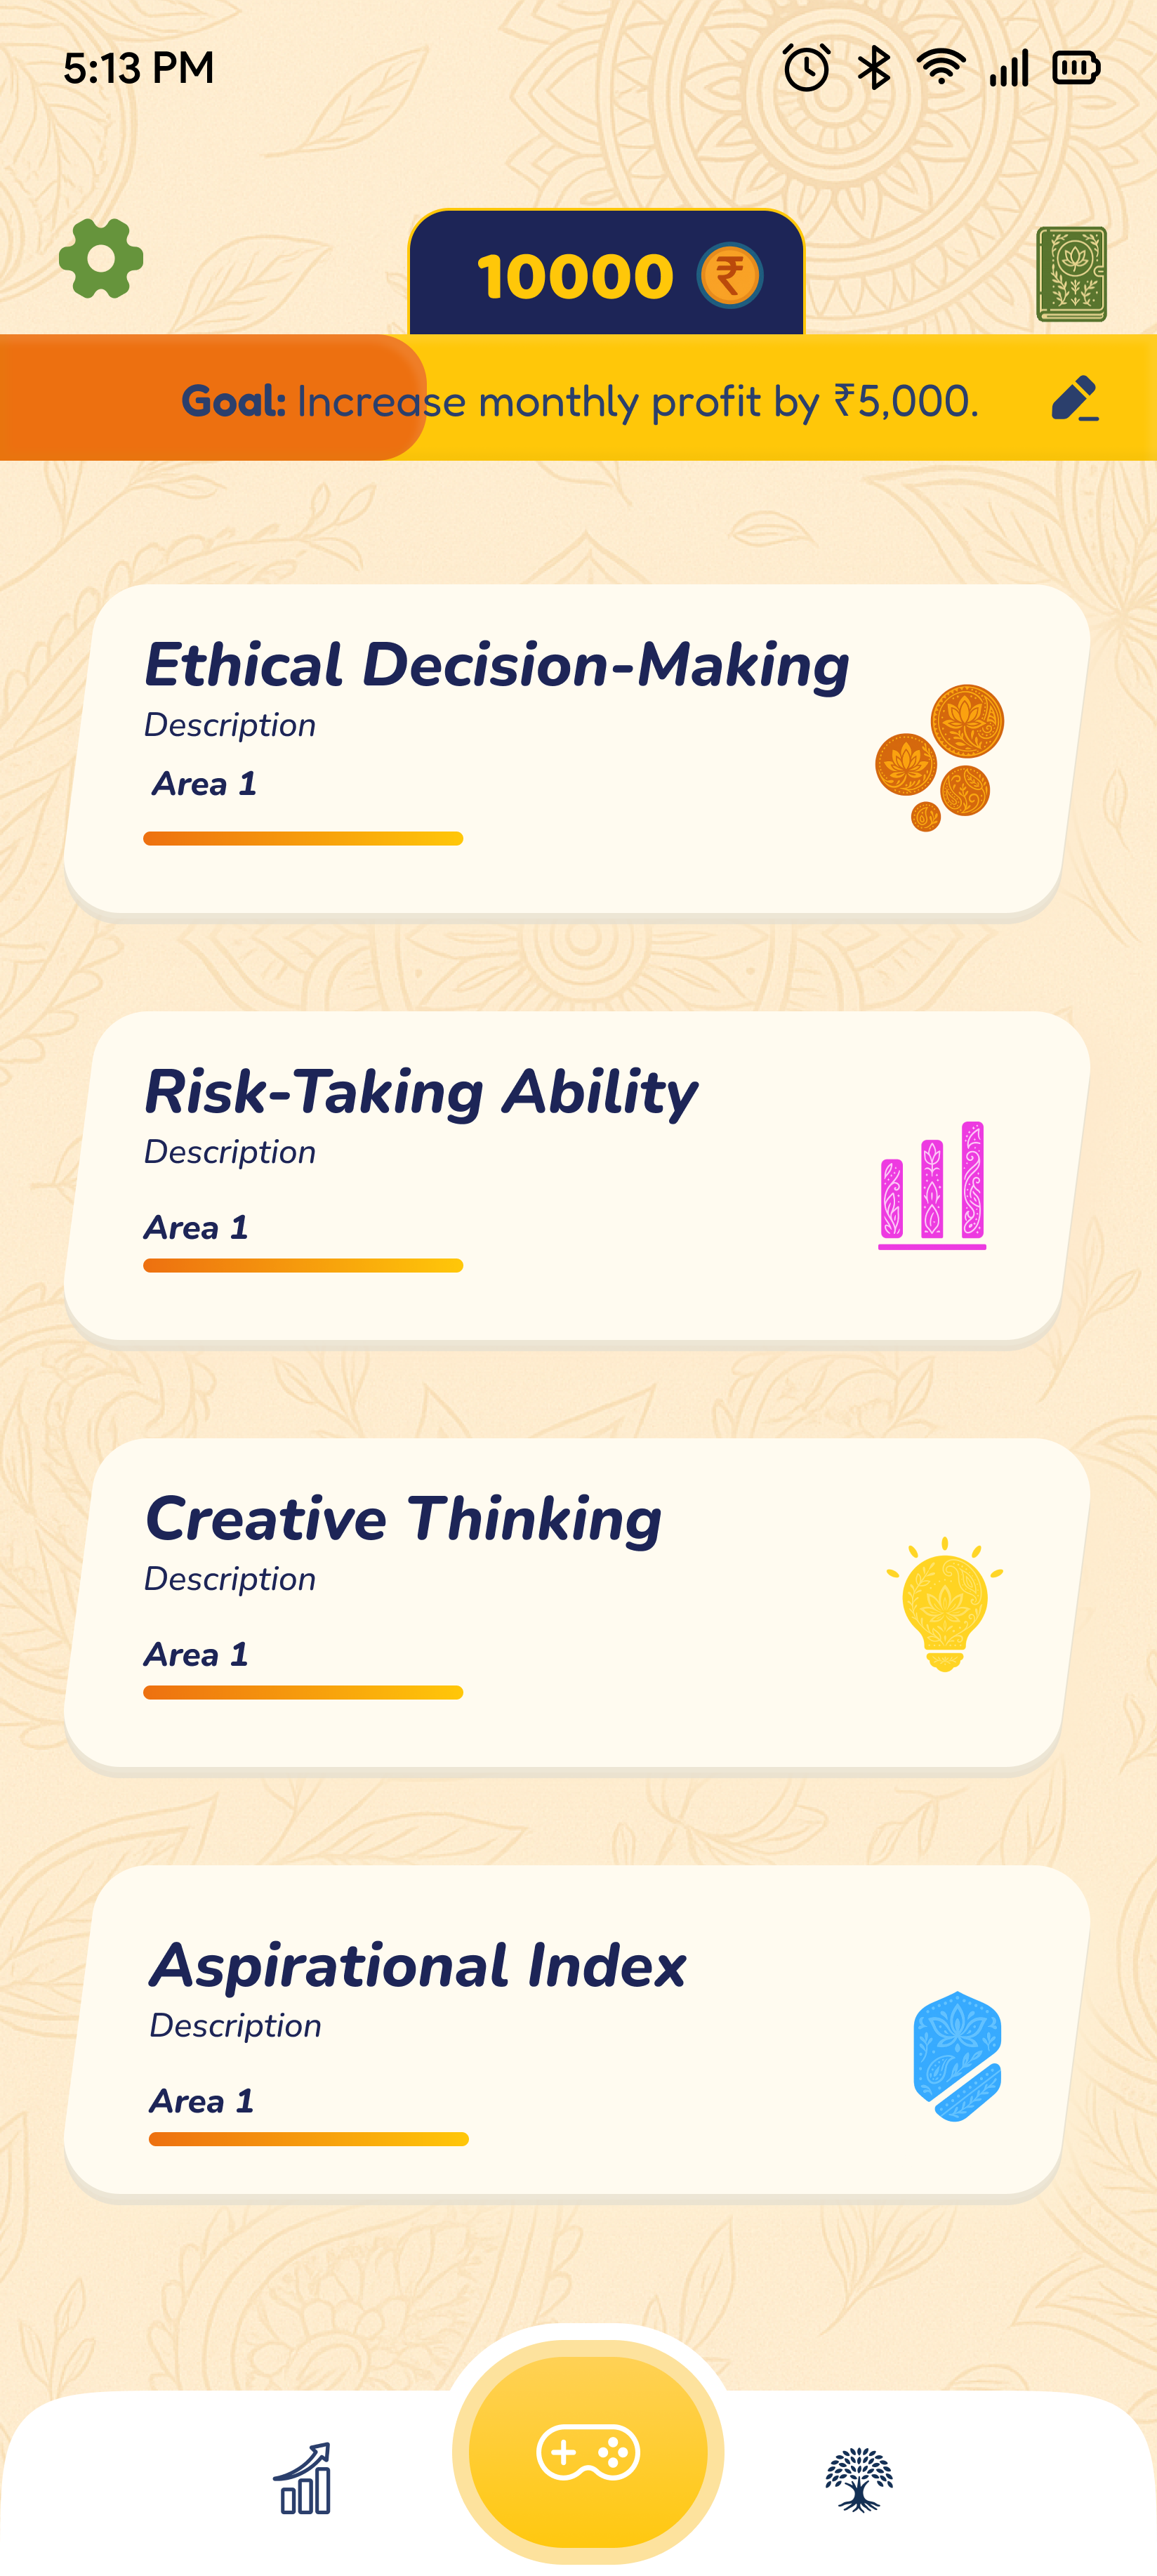 5:13 PM
10000 ₹
Goal: Increase monthly profit by ₹5,000.
Ethical Decision-Making
Description
Area 1
Risk-Taking Ability
Description
Area 1
Creative Thinking
Description
Area 1
Aspirational Index
Description
Area 1